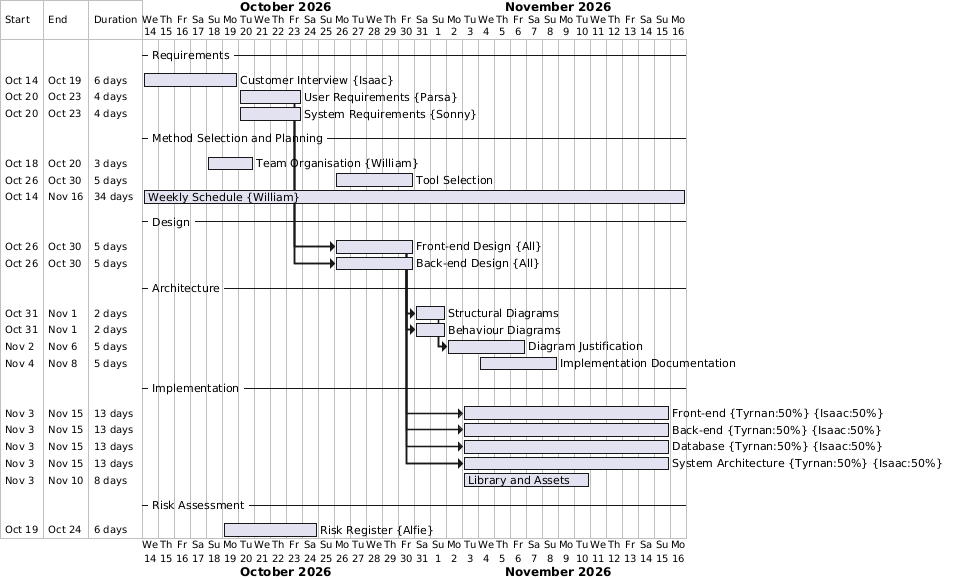 October 2026 November 2026
Start End Duration We Th Fr Sa Su Mo Tu We Th Fr Sa Su Mo Tu We Th Fr Sa Su Mo Tu We Th Fr Sa Su Mo Tu We Th Fr Sa Su Mo
14 15 16 17 18 19 20 21 22 23 24 25 26 27 28 29 30 31 1 2 3 4 5 6 7 8 9 10 11 12 13 14 15 16
Requirements
Oct 14 Oct 19 6 days Customer Interview {Isaac}
Oct 20 Oct 23 4 days User Requirements {Parsa}
Oct 20 Oct 23 4 days System Requirements {Sonny}
Method Selection and Planning
Oct 18 Oct 20 3 days Team Organisation {William}
Oct 26 Oct 30 5 days Tool Selection
Oct 14 Nov 16 34 days Weekly Schedule {William}
Design
Oct 26 Oct 30 5 days Front-end Design {All}
Oct 26 Oct 30 5 days Back-end Design {All}
Architecture
Oct 31 Nov 1 2 days Structural Diagrams
Oct 31 Nov 1 2 days Behaviour Diagrams
Nov 2 Nov 6 5 days Diagram Justification
Nov 4 Nov 8 5 days Implementation Documentation
Implementation
Nov 3 Nov 15 13 days Front-end {Tyrnan:50%} {Isaac:50%}
Nov 3 Nov 15 13 days Back-end {Tyrnan:50%} {Isaac:50%}
Nov 3 Nov 15 13 days Database {Tyrnan:50%} {Isaac:50%}
Nov 3 Nov 15 13 days System Architecture {Tyrnan:50%} {Isaac:50%}
Nov 3 Nov 10 8 days Library and Assets
Risk Assessment
Oct 19 Oct 24 6 days Risk Register {Alfie}
We Th Fr Sa Su Mo Tu We Th Fr Sa Su Mo Tu We Th Fr Sa Su Mo Tu We Th Fr Sa Su Mo Tu We Th Fr Sa Su Mo
14 15 16 17 18 19 20 21 22 23 24 25 26 27 28 29 30 31 1 2 3 4 5 6 7 8 9 10 11 12 13 14 15 16
October 2026 November 2026